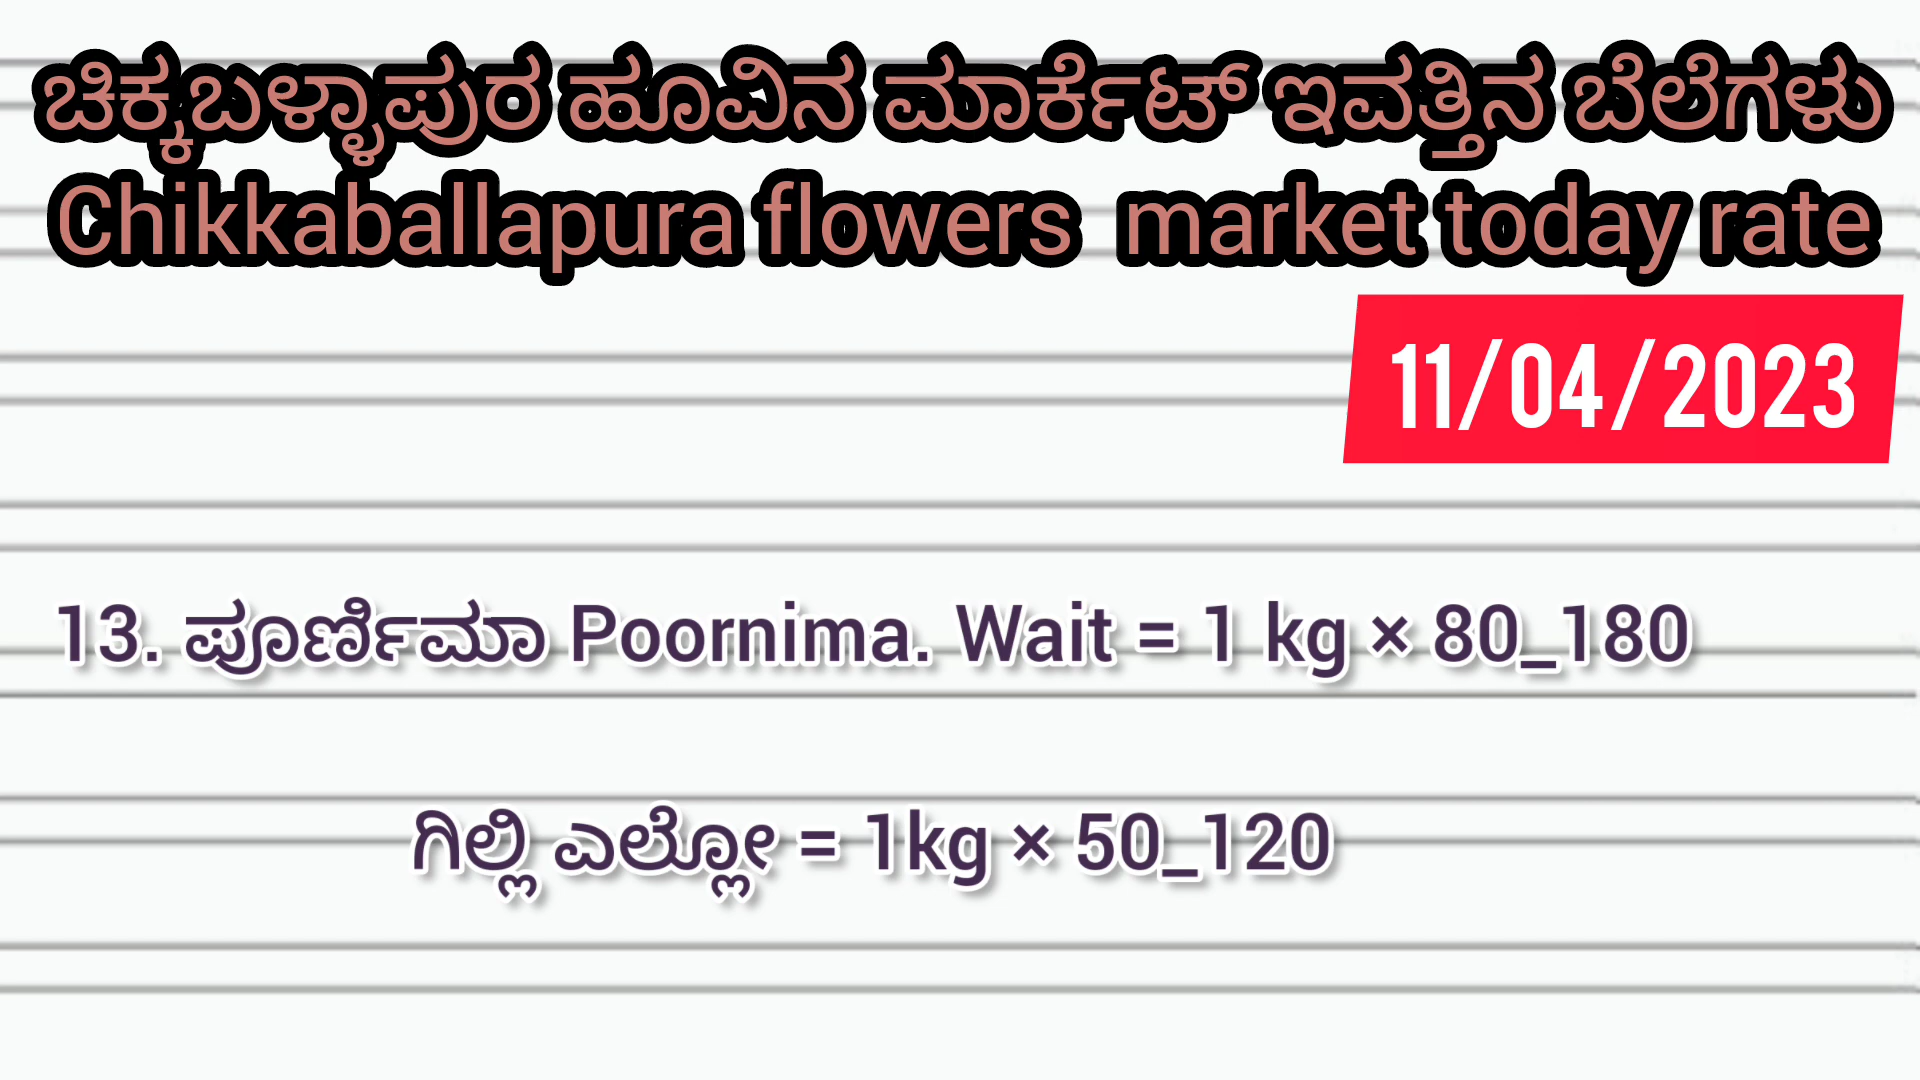 ಚಿಕ್ಕಬಳ್ಳಾಪುರ ಹೂವಿನ ಮಾರ್ಕೆಟ್ ಇವತ್ತಿನ ಬೆಲೆಗಳು
Chikkaballapura flowers market today rate
11/04/2023
13. ಪೂರ್ಣಿಮಾ Poornima. Wait = 1 kg × 80_180
ಗಿಲ್ಲಿ ಎಲ್ಲೋ = 1kg × 50_120